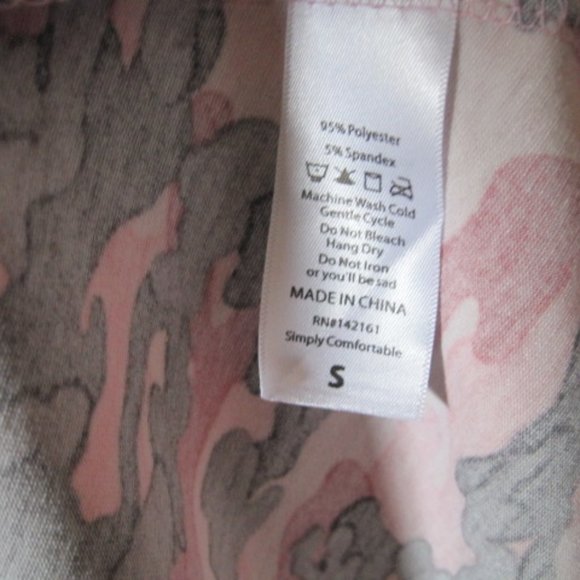 95% Polyester
5% Spandex
Machine Wash Cold
Gentle Cycle
Do Not Bleach
Hang Dry
Do Not Iron
or you'll be sad
MADE IN CHINA
RN#142161
Simply Comfortable
S